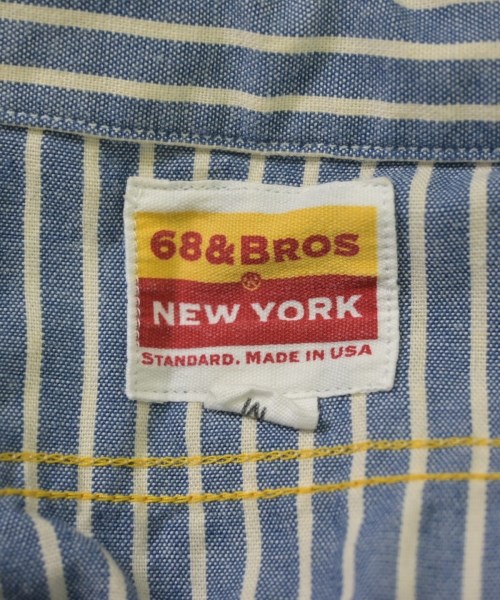 68&BROS
®
NEW YORK
STANDARD. MADE IN USA